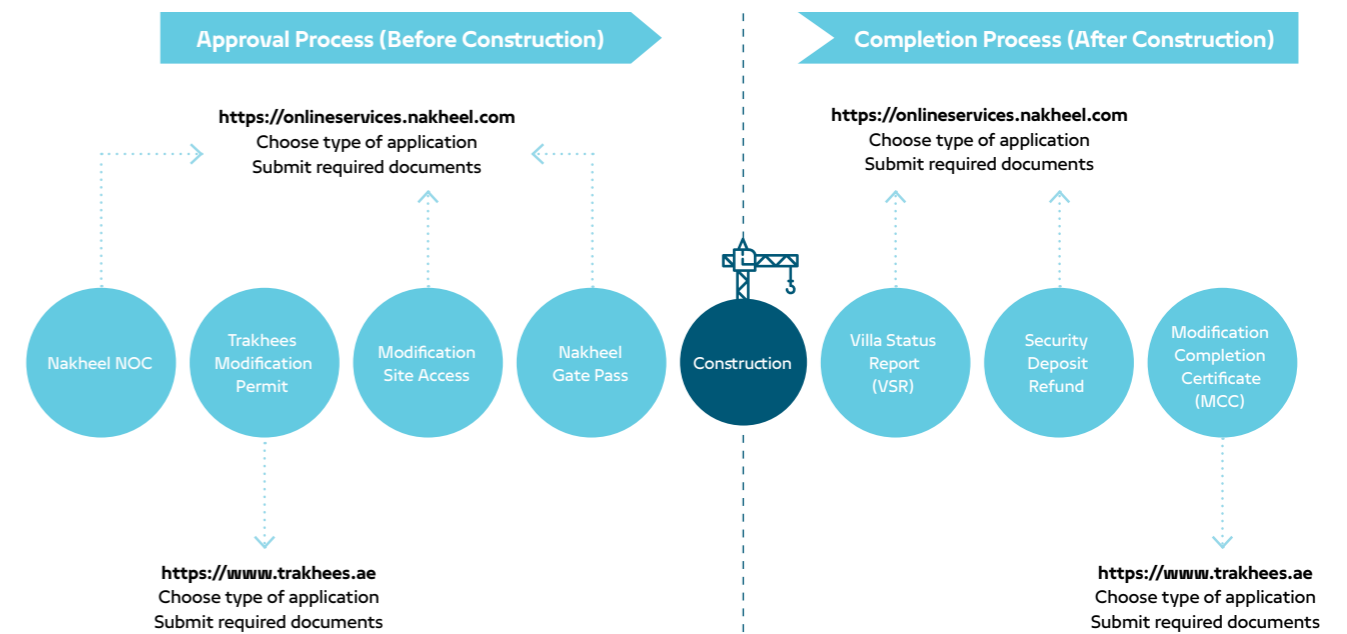 Approval Process (Before Construction)
Completion Process (After Construction)
https://onlineservices.nakheel.com
Choose type of application
Submit required documents
https://onlineservices.nakheel.com
Choose type of application
Submit required documents
Nakheel NOC
Trakhees
Modification
Permit
Modification
Site Access
Nakheel
Gate Pass
Construction
Villa Status
Report
(VSR)
Security
Deposit
Refund
Modification
Completion
Certificate
(MCC)
https://www.trakhees.ae
Choose type of application
Submit required documents
https://www.trakhees.ae
Choose type of application
Submit required documents